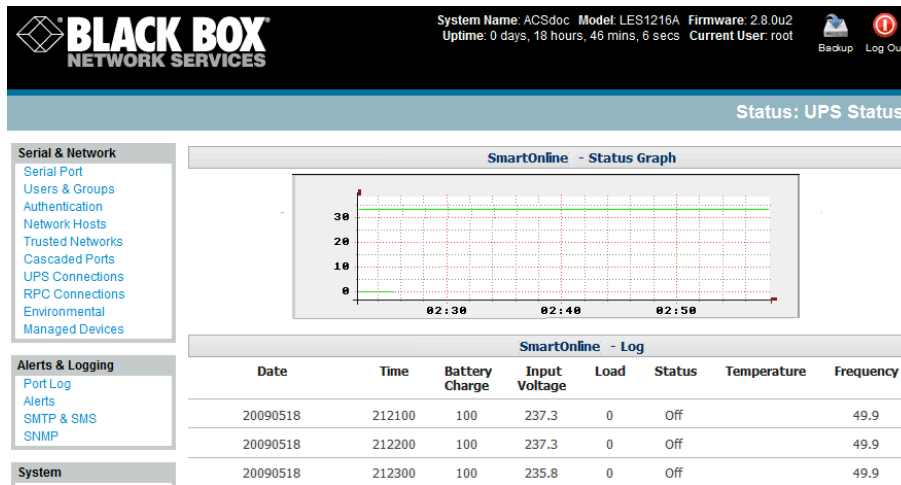 BLACK BOX
NETWORK SERVICES
System Name: ACSdoc Model: LES1216A Firmware: 2.8.0u2
Uptime: 0 days, 18 hours, 46 mins, 6 secs Current User: root
Backup Log Ou
Status: UPS Status
Serial & Network
Serial Port
Users & Groups
Authentication
Network Hosts
Trusted Networks
Cascaded Ports
UPS Connections
RPC Connections
Environmental
Managed Devices
Alerts & Logging
Port Log
Alerts
SMTP & SMS
SNMP
System
SmartOnline - Status Graph
30
20
10
0
02:30 02:40 02:50
SmartOnline - Log
Date Time Battery Charge Input Voltage Load Status Temperature Frequency
20090518 212100 100 237.3 0 Off 49.9
20090518 212200 100 237.3 0 Off 49.9
20090518 212300 100 235.8 0 Off 49.9